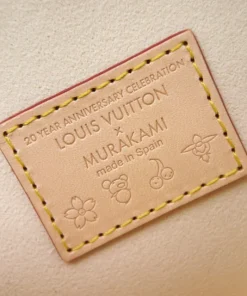 20 YEAR ANNIVERSARY CELEBRATION
LOUIS VUITTON
×
MURAKAMI
made in Spain